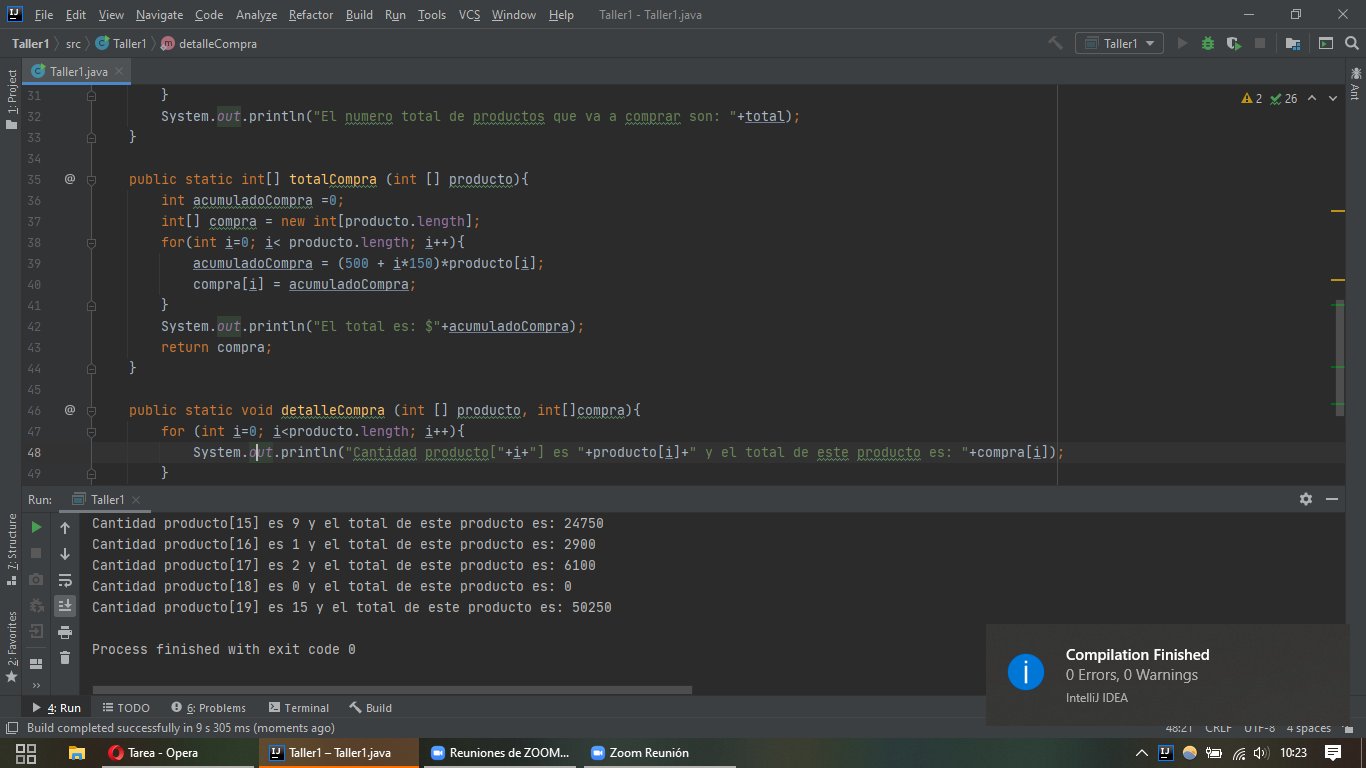 File Edit View Navigate Code Analyze Refactor Build Run Tools VCS Window Help Taller1 - Taller1.java
Taller1 src Taller1 detalleCompra Taller1
1: Project
Taller1.java
Ant
2 26
31 }
32 System.out.println("El numero total de productos que va a comprar son: "+total);
33 }
34
35 @ public static int[] totalCompra (int [] producto){
36 int acumuladoCompra =0;
37 int[] compra = new int[producto.length];
38 for(int i=0; i< producto.length; i++){
39 acumuladoCompra = (500 + i*150)*producto[i];
40 compra[i] = acumuladoCompra;
41 }
42 System.out.println("El total es: $"+acumuladoCompra);
43 return compra;
44 }
45
46 @ public static void detalleCompra (int [] producto, int[]compra){
47 for (int i=0; i<producto.length; i++){
48 System.out.println("Cantidad producto["+i+"] es "+producto[i]+" y el total de este producto es: "+compra[i]);
49 }
Run: Taller1
Cantidad producto[15] es 9 y el total de este producto es: 24750
Cantidad producto[16] es 1 y el total de este producto es: 2900
Cantidad producto[17] es 2 y el total de este producto es: 6100
Cantidad producto[18] es 0 y el total de este producto es: 0
Cantidad producto[19] es 15 y el total de este producto es: 50250
Process finished with exit code 0
7: Structure
2: Favorites
Compilation Finished
0 Errors, 0 Warnings
IntelliJ IDEA
4: Run TODO 6: Problems Terminal Build
Build completed successfully in 9 s 305 ms (moments ago) 48:21 CRLF UTF-8 4 spaces
Tarea - Opera Taller1 – Taller1.java Reuniones de ZOOM... Zoom Reunión 10:23